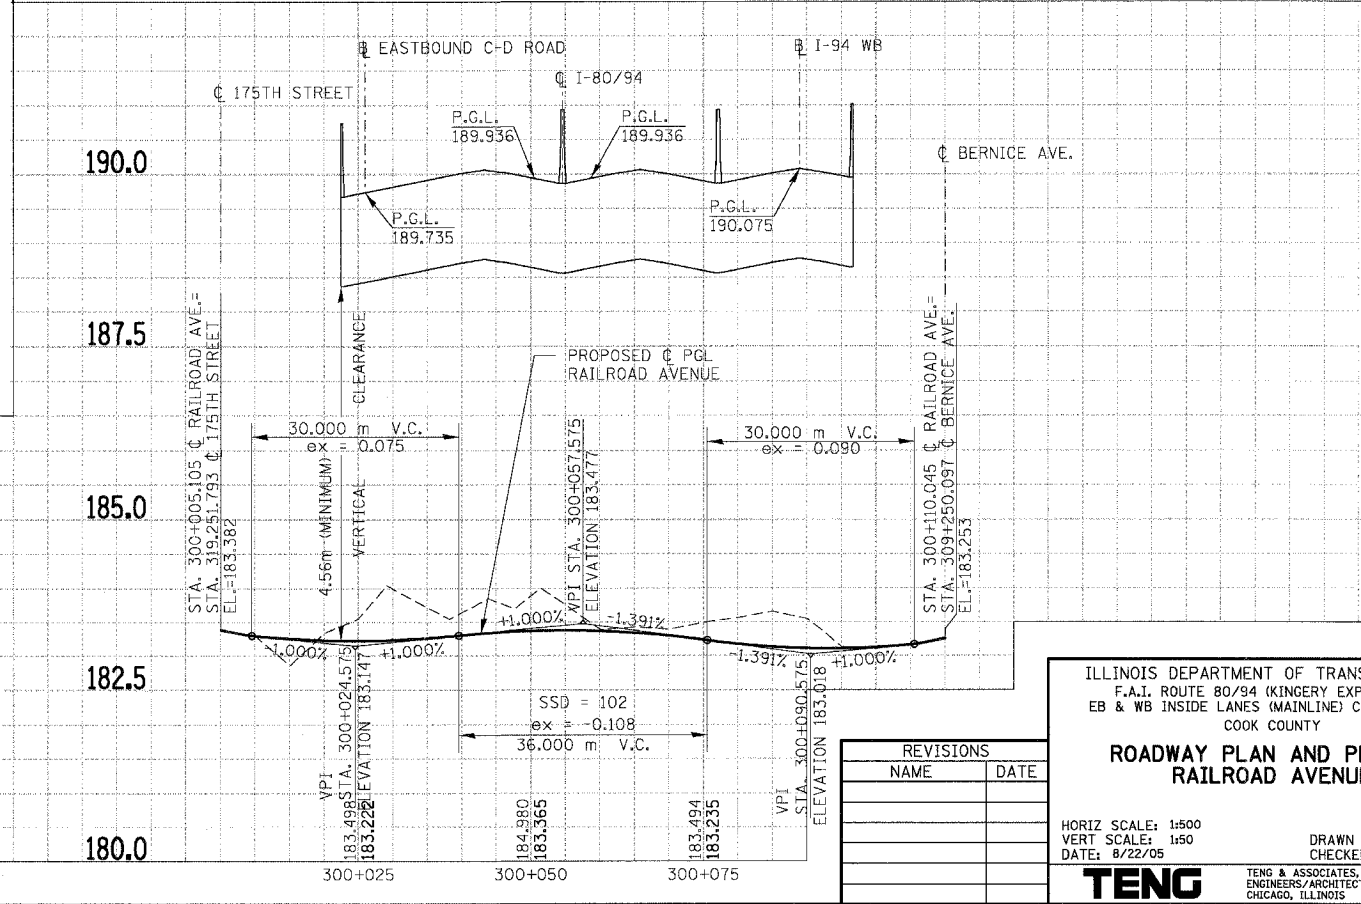 ℄ 175TH STREET
B EASTBOUND C-D ROAD
℄ I-80/94
B I-94 WB
P.G.L.
189.936
P.G.L.
189.936
190.0
℄ BERNICE AVE.
P.G.L.
189.735
P.G.L.
190.075
187.5
STA. 300+005.105 ℄ RAILROAD AVE.=
STA. 319.251.793 ℄ 175TH STREET
EL.=183.382
4.56m (MINIMUM)
VERTICAL CLEARANCE
PROPOSED ℄ PGL
RAILROAD AVENUE
30.000 m V.C.
ex = 0.075
VPI STA. 300+057.575
ELEVATION 183.477
30.000 m V.C.
ex = 0.090
STA. 300+110.045 ℄ RAILROAD AVE.=
STA. 309+250.097 ℄ BERNICE AVE.
EL.=183.253
185.0
-1.000%
+1.000%
+1.000%
-1.391%
-1.391%
+1.000%
182.5
VPI
STA. 300+024.575
ELEVATION 183.147
SSD = 102
ex = -0.108
36.000 m V.C.
VPI
STA. 300+090.575
ELEVATION 183.018
180.0
183.498
183.222
184.980
183.365
183.494
183.235
300+025
300+050
300+075
REVISIONS
NAME
DATE
ILLINOIS DEPARTMENT OF TRANS
F.A.I. ROUTE 80/94 (KINGERY EXP
EB & WB INSIDE LANES (MAINLINE) C
COOK COUNTY
ROADWAY PLAN AND P
RAILROAD AVENU
HORIZ SCALE: 1:500
VERT SCALE: 1:50
DATE: 8/22/05
DRAWN
CHECKE
TENG
TENG & ASSOCIATES,
ENGINEERS/ARCHITEC
CHICAGO, ILLINOIS